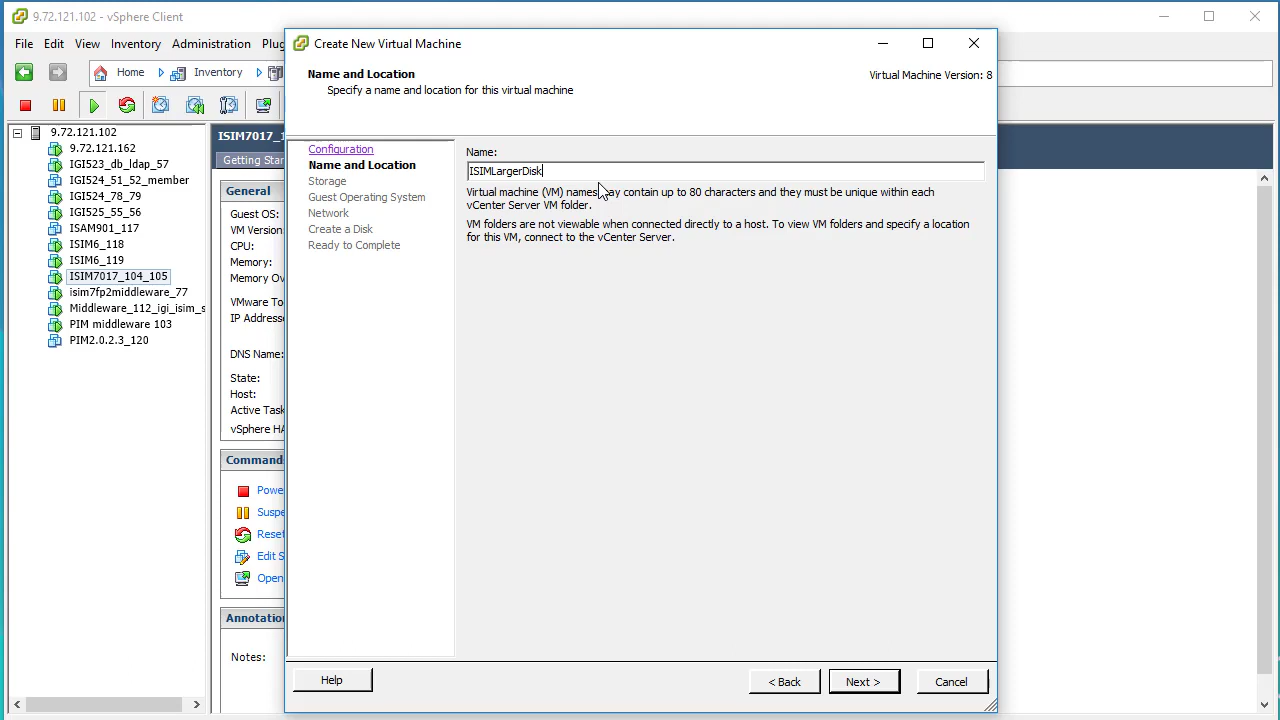 9.72.121.102 - vSphere Client
File Edit View Inventory Administration Plug
Home Inventory
9.72.121.102
9.72.121.162
IGI523_db_ldap_57
IGI524_51_52_member
IGI524_78_79
IGI525_55_56
ISAM901_117
ISIM6_118
ISIM6_119
ISIM7017_104_105
isim7fp2middleware_77
Middleware_112_igi_isim_s
PIM middleware 103
PIM2.0.2.3_120
ISIM7017_1
Getting Star
General
Guest OS:
VM Version:
CPU:
Memory:
Memory Ov
VMware To
IP Addresse
DNS Name:
State:
Host:
Active Task
vSphere HA
Command
Powe
Suspe
Reset
Edit S
Open
Annotatio
Notes:
Create New Virtual Machine
Name and Location
Specify a name and location for this virtual machine
Virtual Machine Version: 8
Configuration
Name and Location
Storage
Guest Operating System
Network
Create a Disk
Ready to Complete
Name:
ISIMLargerDisk
Virtual machine (VM) names may contain up to 80 characters and they must be unique within each
vCenter Server VM folder.
VM folders are not viewable when connected directly to a host. To view VM folders and specify a location
for this VM, connect to the vCenter Server.
Help
< Back
Next >
Cancel